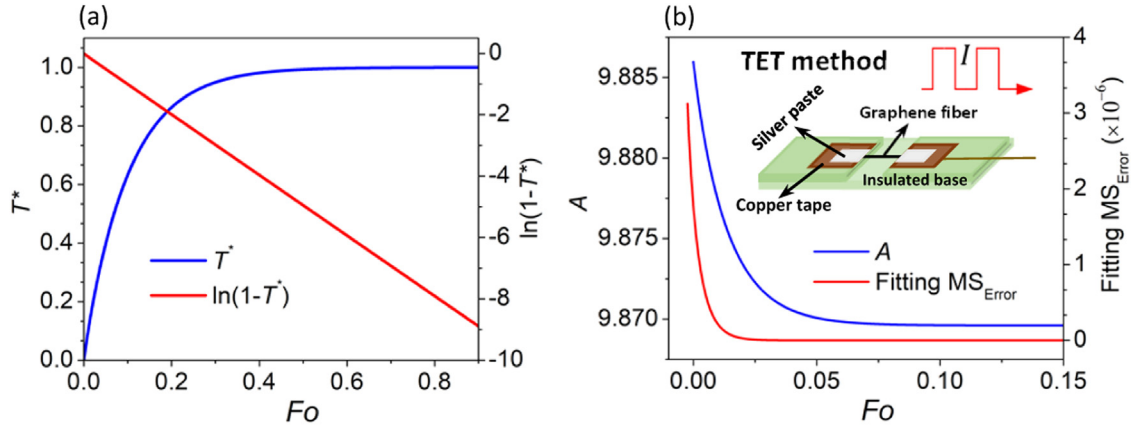 (a)
1.0
0.8
0.6
0.4
0.2
0.0
T*
0
-2
-4
-6
-8
-10
ln(1-T*)
T*
ln(1-T*)
0.0 0.2 0.4 0.6 0.8
Fo
(b)
9.885
9.880
9.875
9.870
A
4
3
2
1
0
Fitting MS_Error (×10⁻⁶)
TET method
I
Silver paste
Graphene fiber
Insulated base
Copper tape
A
Fitting MS_Error
0.00 0.05 0.10 0.15
Fo